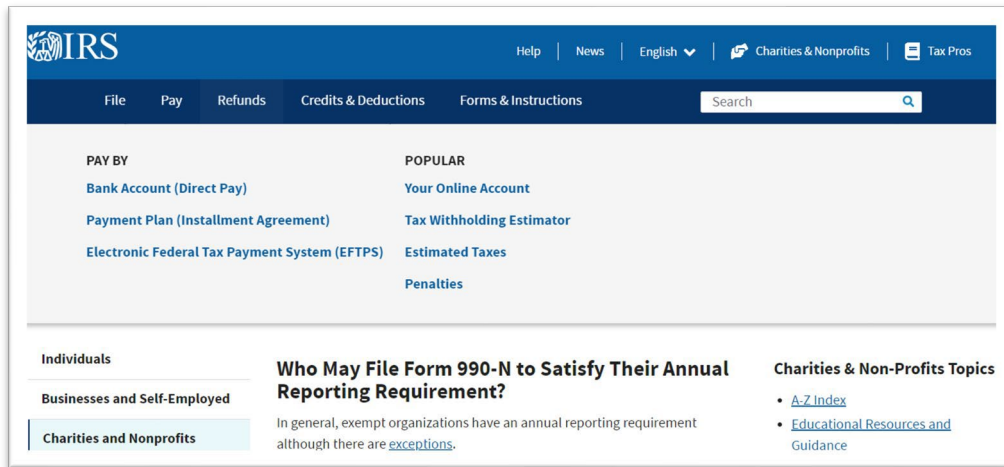 IRS
Help News English Charities & Nonprofits Tax Pros
File Pay Refunds Credits & Deductions Forms & Instructions Search
PAY BY
Bank Account (Direct Pay)
Payment Plan (Installment Agreement)
Electronic Federal Tax Payment System (EFTPS)
POPULAR
Your Online Account
Tax Withholding Estimator
Estimated Taxes
Penalties
Individuals
Businesses and Self-Employed
Charities and Nonprofits
Who May File Form 990-N to Satisfy Their Annual
Reporting Requirement?
In general, exempt organizations have an annual reporting requirement
although there are exceptions.
Charities & Non-Profits Topics
• A-Z Index
• Educational Resources and
Guidance